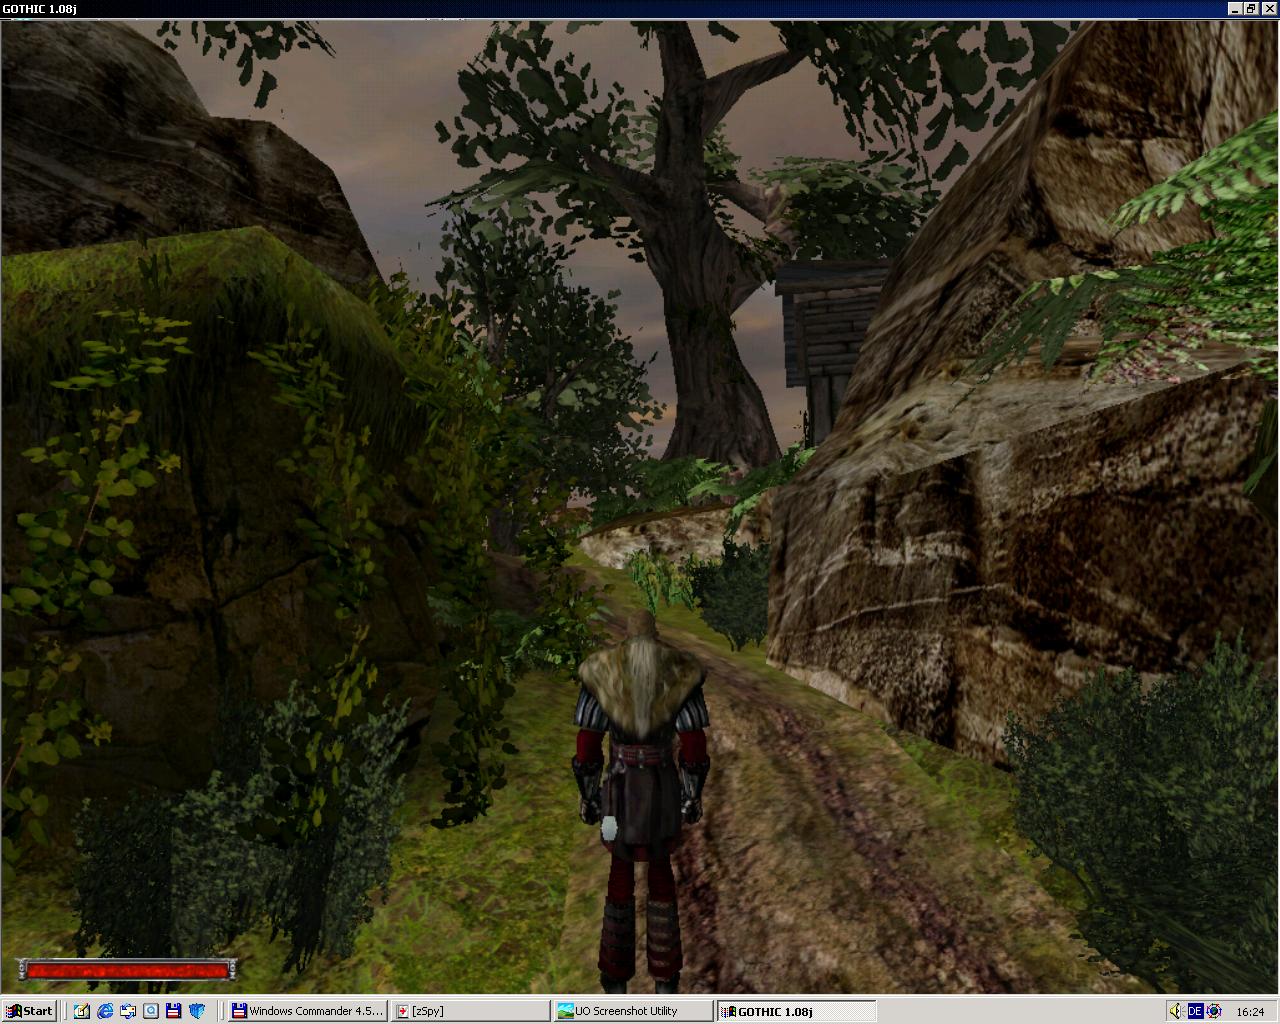 GOTHIC 1.08j
Start
Windows Commander 4.5...
[zSpy]
UO Screenshot Utility
GOTHIC 1.08j
DE
16:24